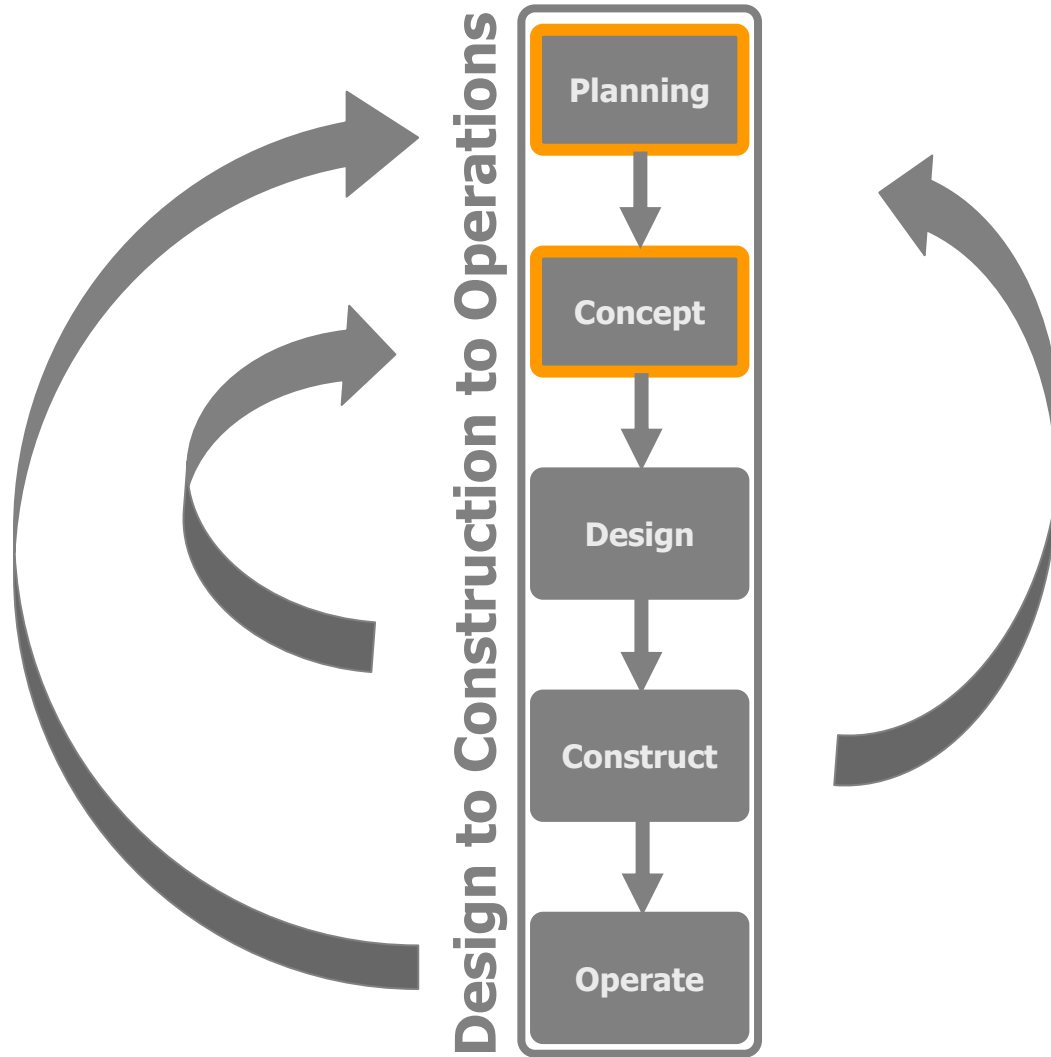 Design to Construction to Operations
Planning
Concept
Design
Construct
Operate